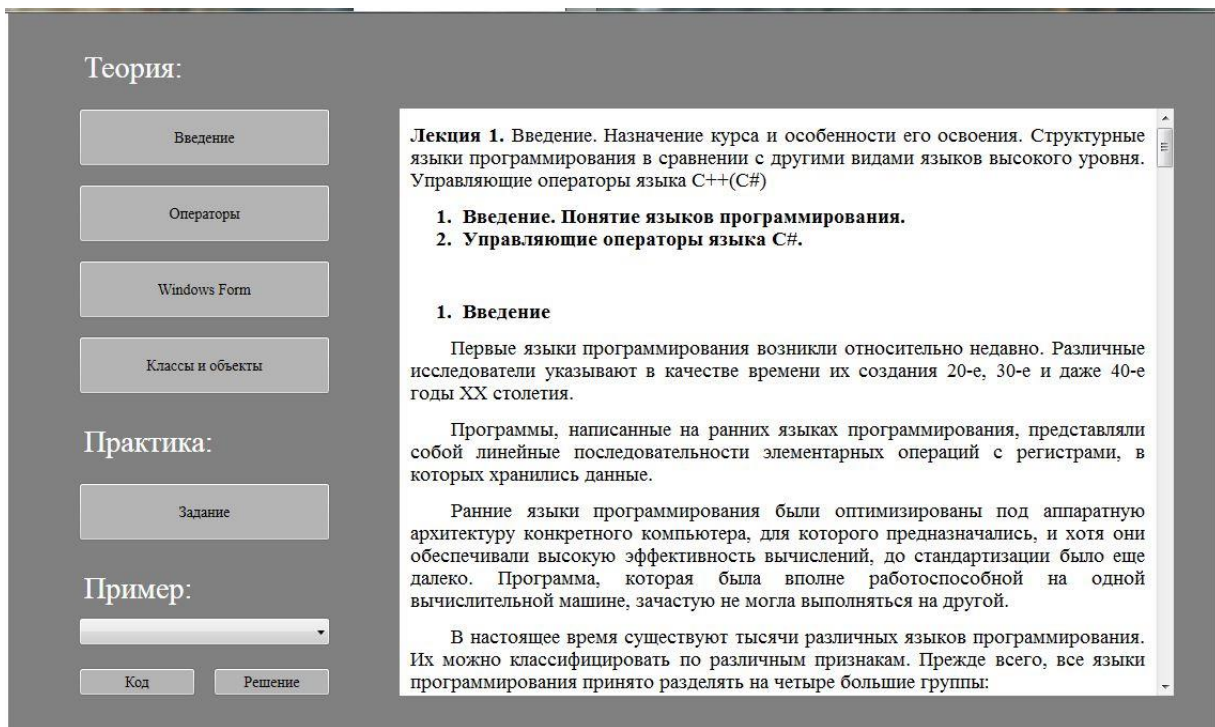 Теория:
Введение
Операторы
Windows Form
Классы и объекты
Практика:
Задание
Пример:
Код
Решение
Лекция 1. Введение. Назначение курса и особенности его освоения. Структурные
языки программирования в сравнении с другими видами языков высокого уровня.
Управляющие операторы языка С++(С#)
1. Введение. Понятие языков программирования.
2. Управляющие операторы языка С#.
1. Введение
Первые языки программирования возникли относительно недавно. Различные
исследователи указывают в качестве времени их создания 20-е, 30-е и даже 40-е
годы XX столетия.
Программы, написанные на ранних языках программирования, представляли
собой линейные последовательности элементарных операций с регистрами, в
которых хранились данные.
Ранние языки программирования были оптимизированы под аппаратную
архитектуру конкретного компьютера, для которого предназначались, и хотя они
обеспечивали высокую эффективность вычислений, до стандартизации было еще
далеко. Программа, которая была вполне работоспособной на одной
вычислительной машине, зачастую не могла выполняться на другой.
В настоящее время существуют тысячи различных языков программирования.
Их можно классифицировать по различным признакам. Прежде всего, все языки
программирования принято разделять на четыре большие группы: